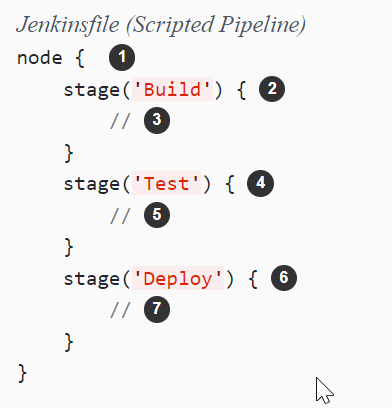 Jenkinsfile (Scripted Pipeline)
node { 1
stage('Build') { 2
// 3
}
stage('Test') { 4
// 5
}
stage('Deploy') { 6
// 7
}
}